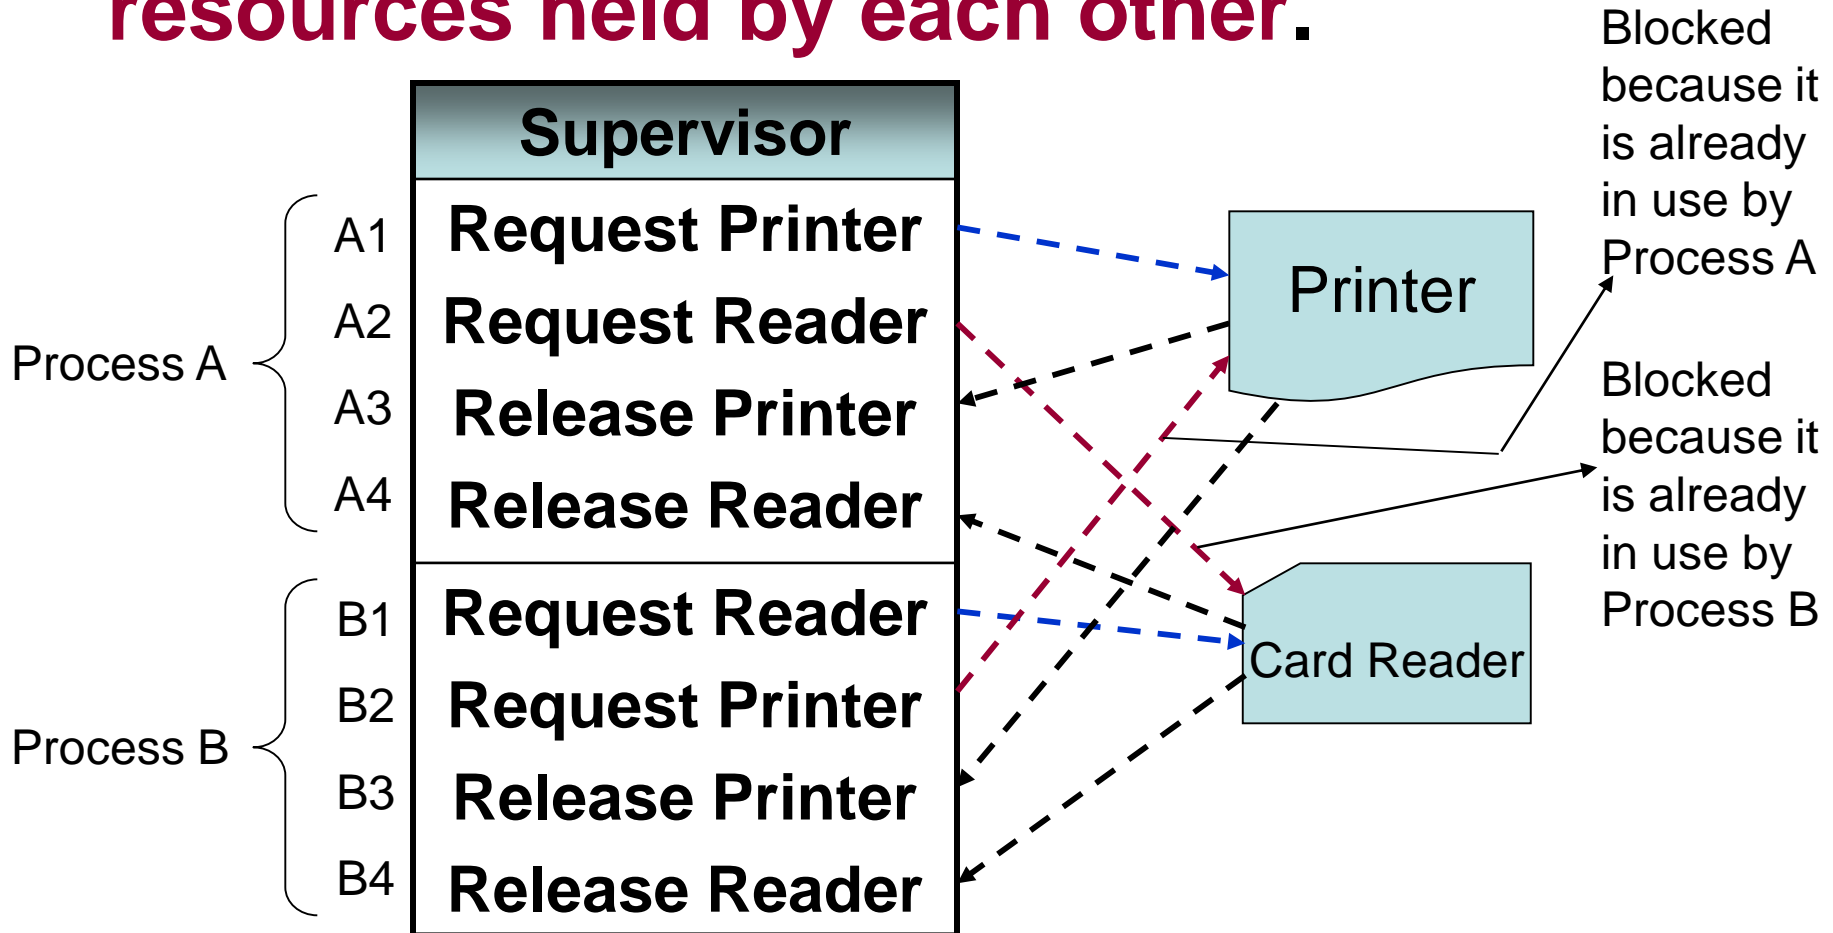 resources held by each other.
Supervisor
Process A
A1 Request Printer
A2 Request Reader
A3 Release Printer
A4 Release Reader
Process B
B1 Request Reader
B2 Request Printer
B3 Release Printer
B4 Release Reader
Printer
Card Reader
Blocked
because it
is already
in use by
Process A
Blocked
because it
is already
in use by
Process B